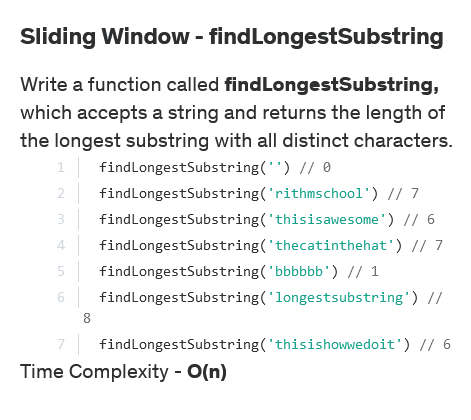 Sliding Window - findLongestSubstring
Write a function called findLongestSubstring,
which accepts a string and returns the length of
the longest substring with all distinct characters.
1 findLongestSubstring('') // 0
2 findLongestSubstring('rithmschool') // 7
3 findLongestSubstring('thisisawesome') // 6
4 findLongestSubstring('thecatinthehat') // 7
5 findLongestSubstring('bbbbbb') // 1
6 findLongestSubstring('longestsubstring') //
8
7 findLongestSubstring('thisishowwedoit') // 6
Time Complexity - O(n)